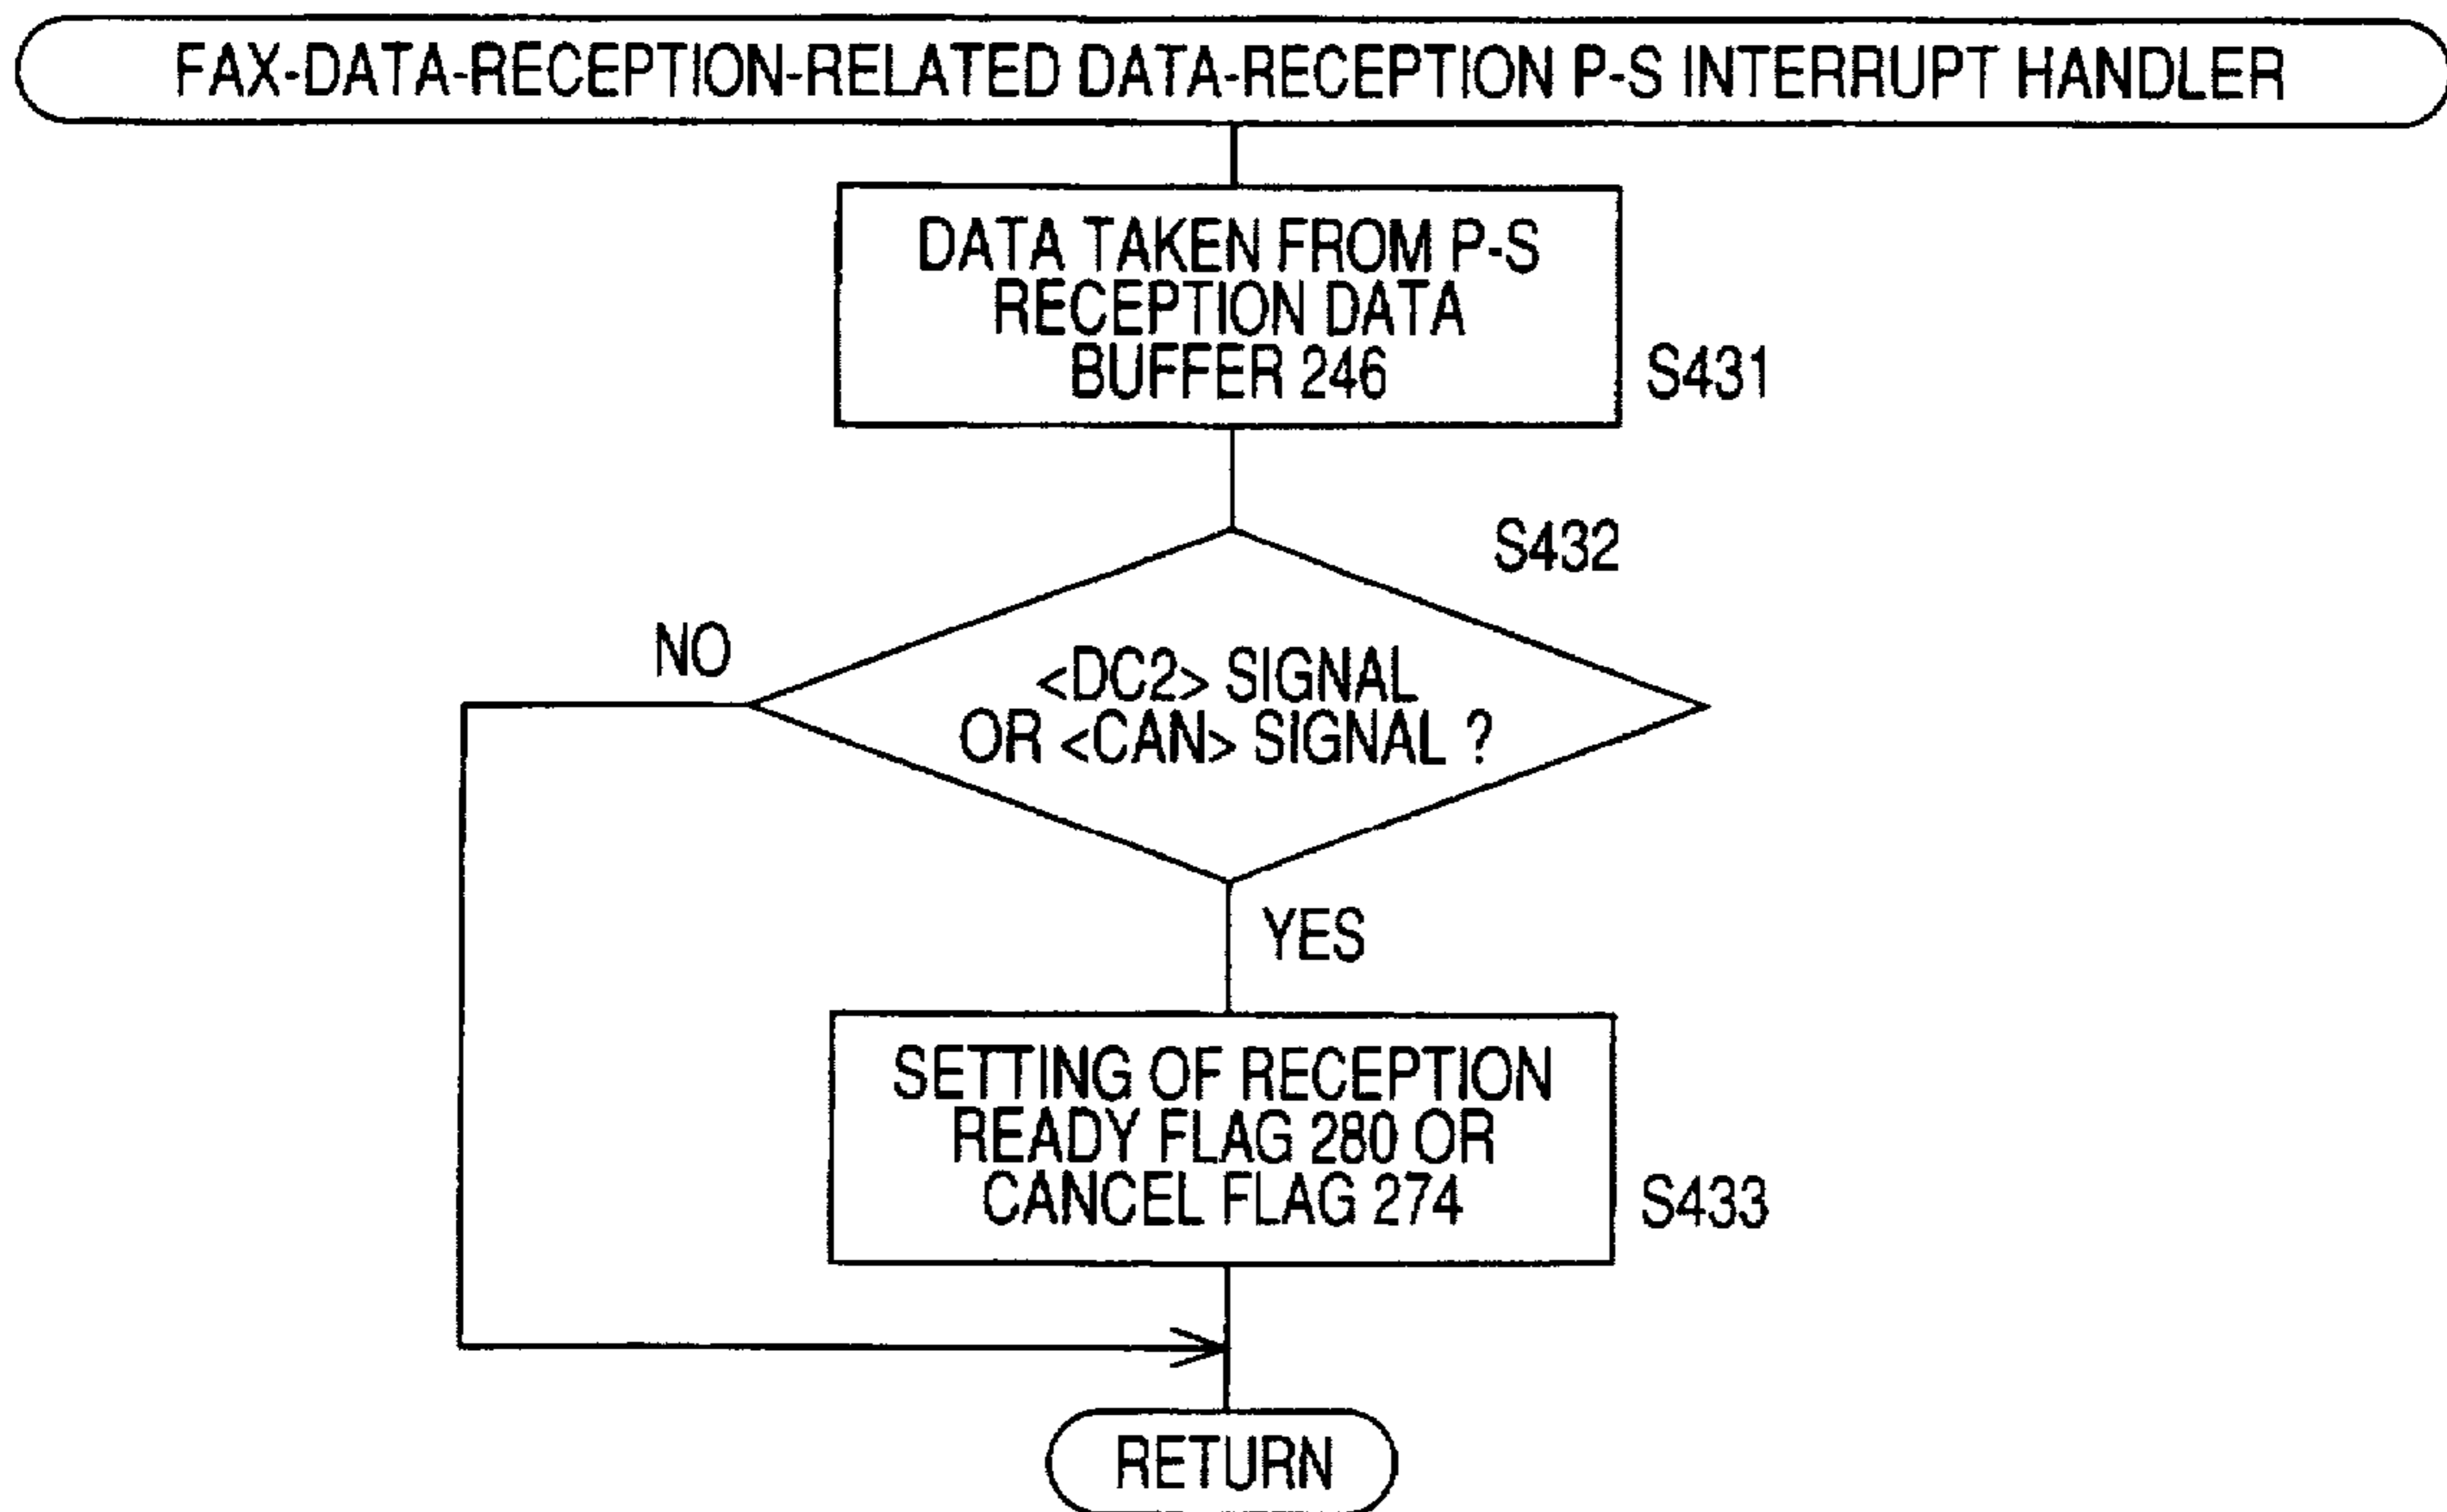 FAX-DATA-RECEPTION-RELATED DATA-RECEPTION P-S INTERRUPT HANDLER
DATA TAKEN FROM P-S
RECEPTION DATA
BUFFER 246
S431
S432
NO
<DC2> SIGNAL
OR <CAN> SIGNAL ?
YES
SETTING OF RECEPTION
READY FLAG 280 OR
CANCEL FLAG 274
S433
RETURN